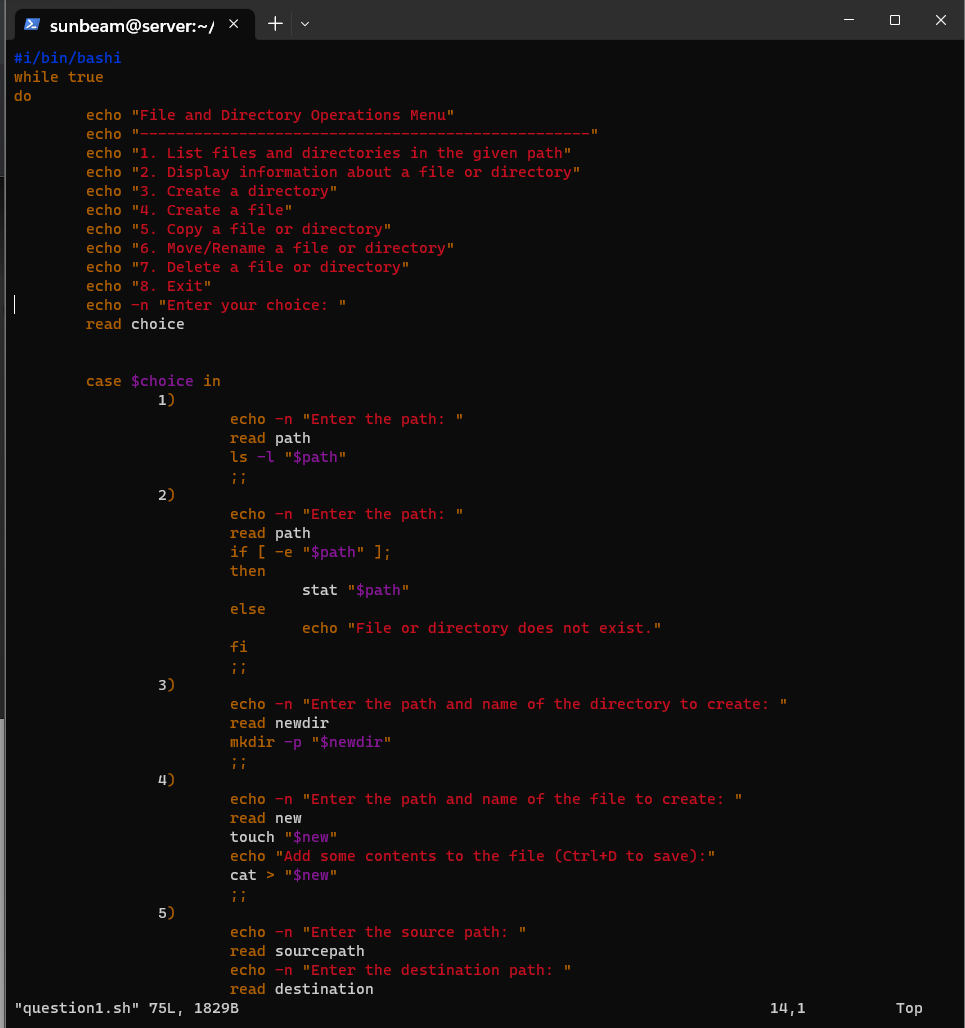 sunbeam@server:~/
#i/bin/bashi
while true
do
        echo "File and Directory Operations Menu"
        echo "--------------------------------------------------"
        echo "1. List files and directories in the given path"
        echo "2. Display information about a file or directory"
        echo "3. Create a directory"
        echo "4. Create a file"
        echo "5. Copy a file or directory"
        echo "6. Move/Rename a file or directory"
        echo "7. Delete a file or directory"
        echo "8. Exit"
        echo -n "Enter your choice: "
        read choice
        case $choice in
                1)
                        echo -n "Enter the path: "
                        read path
                        ls -l "$path"
                        ;;
                2)
                        echo -n "Enter the path: "
                        read path
                        if [ -e "$path" ];
                        then
                                stat "$path"
                        else
                                echo "File or directory does not exist."
                        fi
                        ;;
                3)
                        echo -n "Enter the path and name of the directory to create: "
                        read newdir
                        mkdir -p "$newdir"
                        ;;
                4)
                        echo -n "Enter the path and name of the file to create: "
                        read new
                        touch "$new"
                        echo "Add some contents to the file (Ctrl+D to save):"
                        cat > "$new"
                        ;;
                5)
                        echo -n "Enter the source path: "
                        read sourcepath
                        echo -n "Enter the destination path: "
                        read destination
"question1.sh" 75L, 1829B 14,1 Top